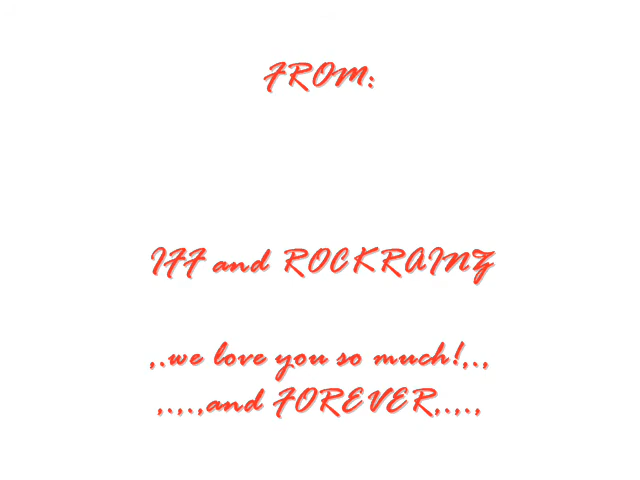 FROM:
IFF and ROCKRAINZ
,.we love you so much!,.,
,.,.,and FOREVER,.,.,